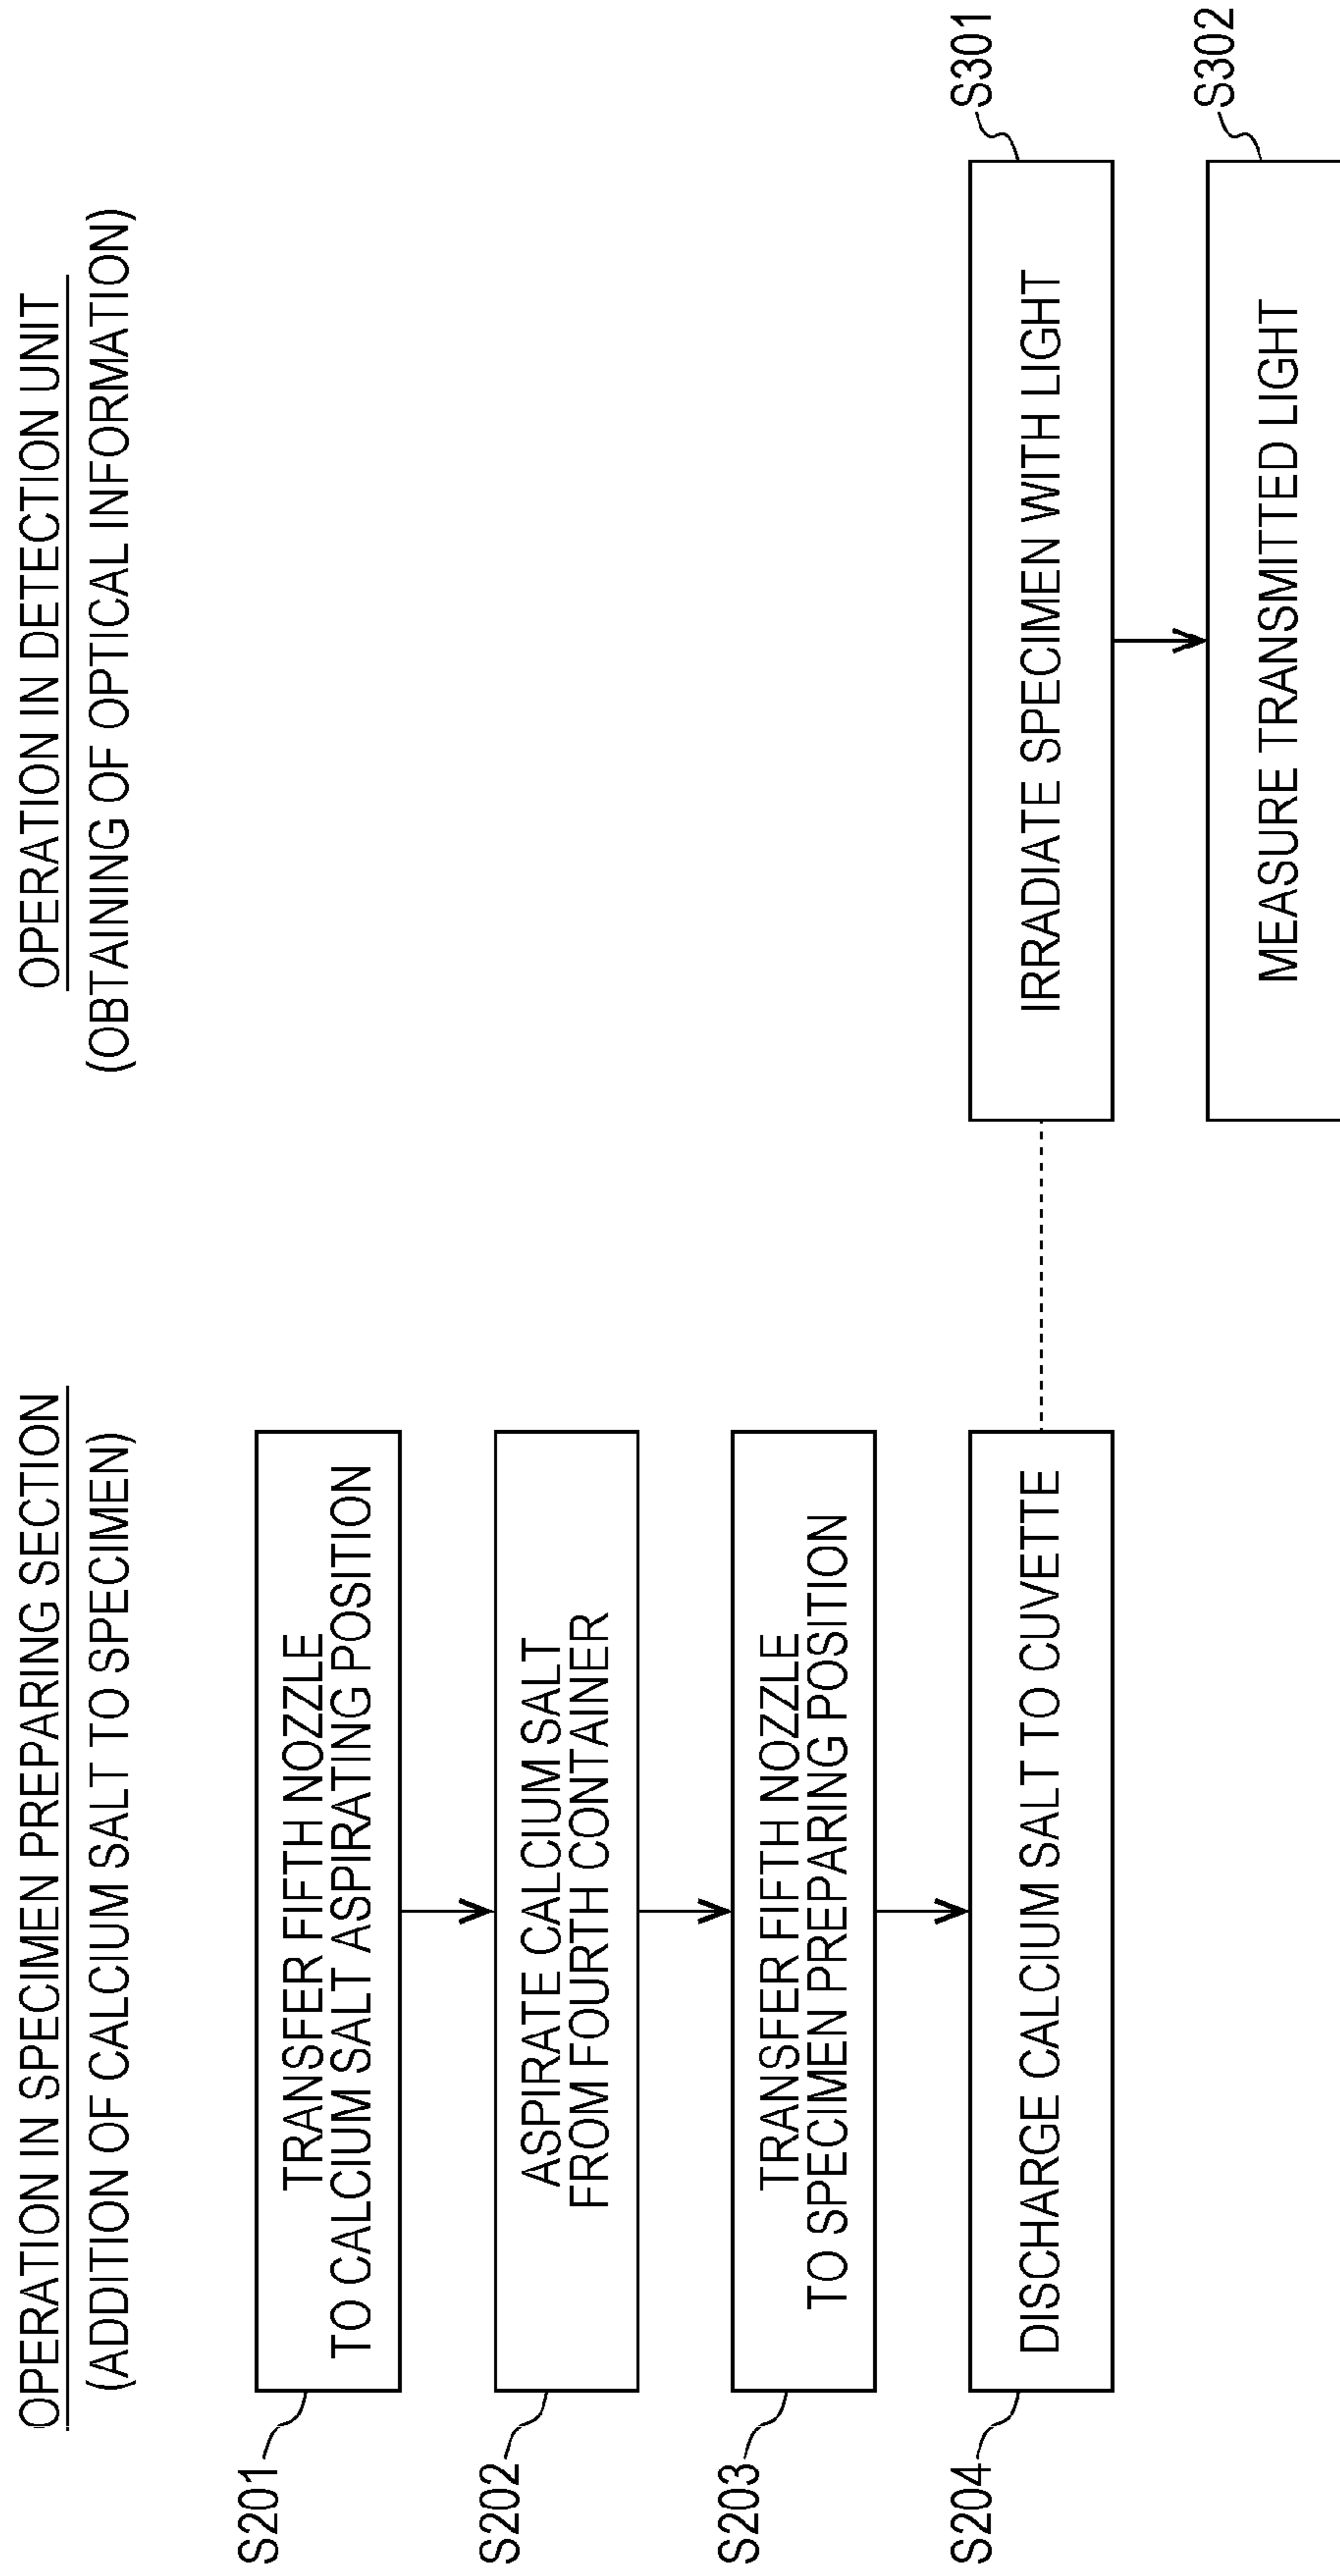 OPERATION IN SPECIMEN PREPARING SECTION
(ADDITION OF CALCIUM SALT TO SPECIMEN)
S201
TRANSFER FIFTH NOZZLE
TO CALCIUM SALT ASPIRATING POSITION
S202
ASPIRATE CALCIUM SALT
FROM FOURTH CONTAINER
S203
TRANSFER FIFTH NOZZLE
TO SPECIMEN PREPARING POSITION
S204
DISCHARGE CALCIUM SALT TO CUVETTE
OPERATION IN DETECTION UNIT
(OBTAINING OF OPTICAL INFORMATION)
IRRADIATE SPECIMEN WITH LIGHT
S301
MEASURE TRANSMITTED LIGHT
S302